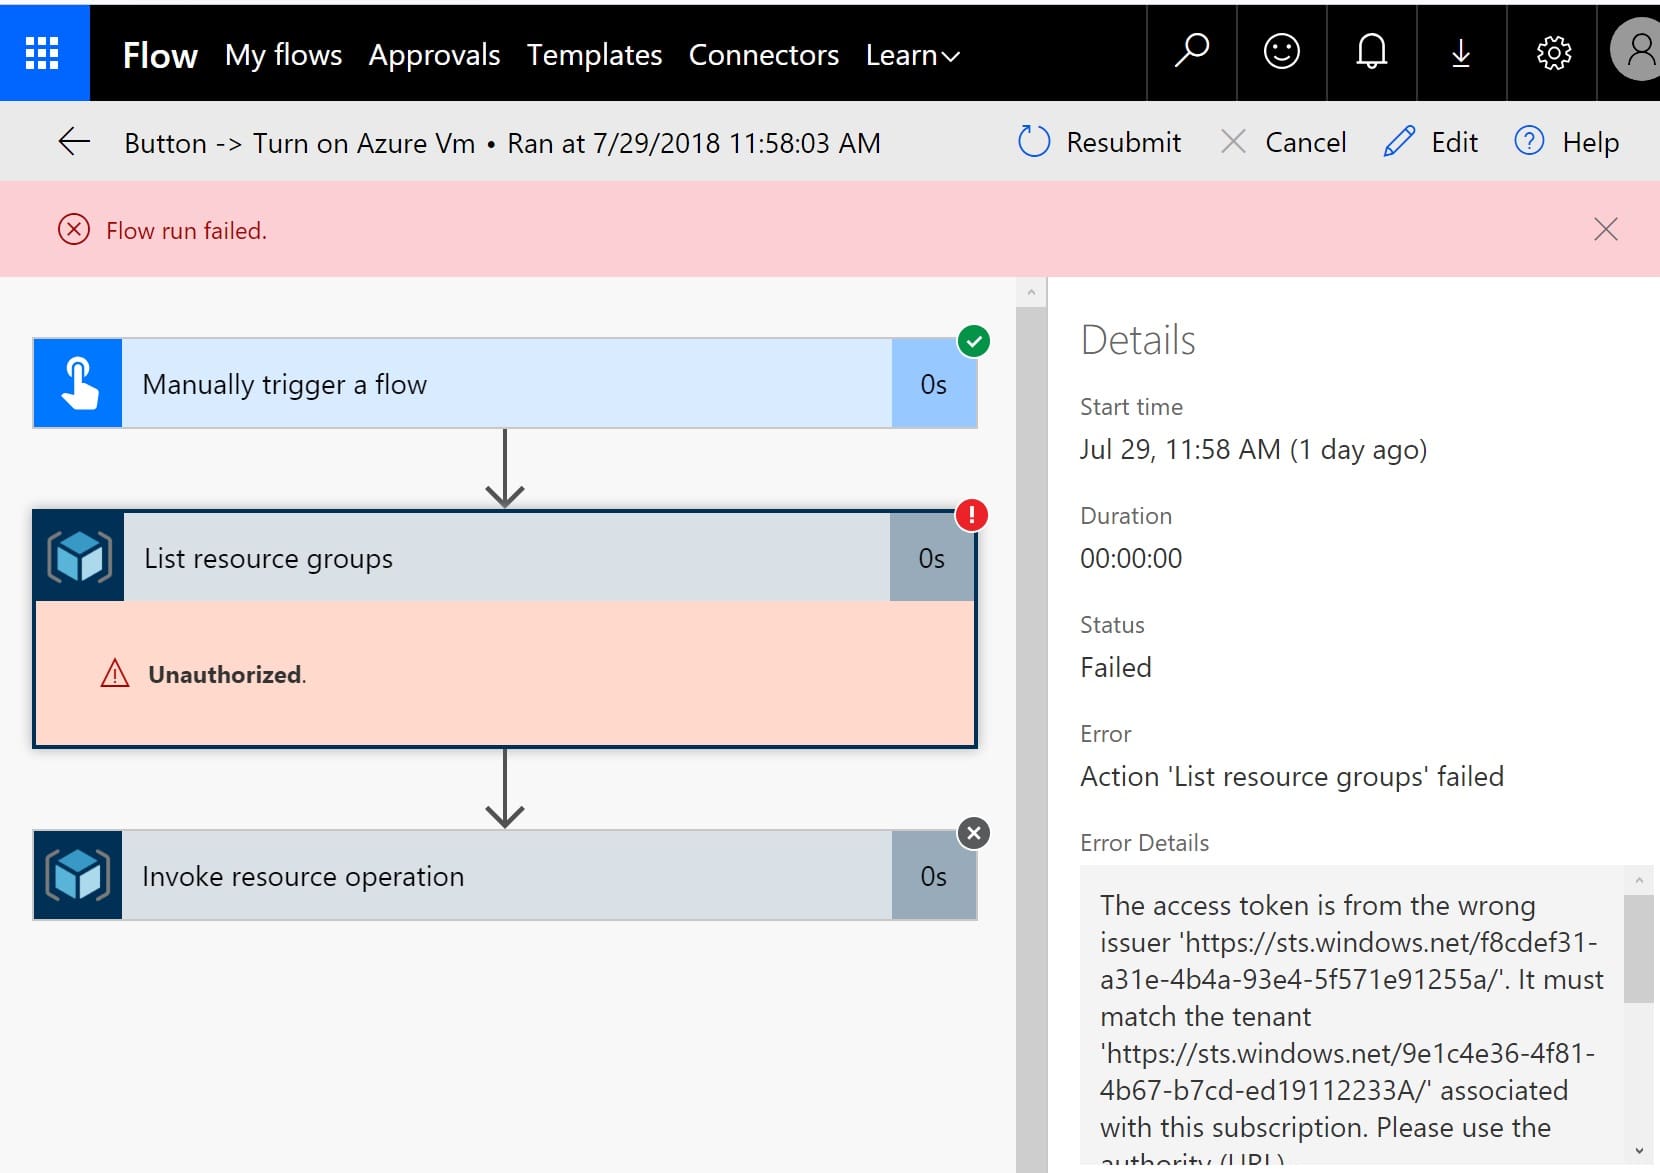 Flow My flows Approvals Templates Connectors Learn
Button -> Turn on Azure Vm • Ran at 7/29/2018 11:58:03 AM Resubmit Cancel Edit Help
Flow run failed.
Manually trigger a flow 0s
List resource groups 0s
Unauthorized.
Invoke resource operation 0s
Details
Start time
Jul 29, 11:58 AM (1 day ago)
Duration
00:00:00
Status
Failed
Error
Action 'List resource groups' failed
Error Details
The access token is from the wrong
issuer 'https://sts.windows.net/f8cdef31-
a31e-4b4a-93e4-5f571e91255a/'. It must
match the tenant
'https://sts.windows.net/9e1c4e36-4f81-
4b67-b7cd-ed19112233A/' associated
with this subscription. Please use the
authority (URL)